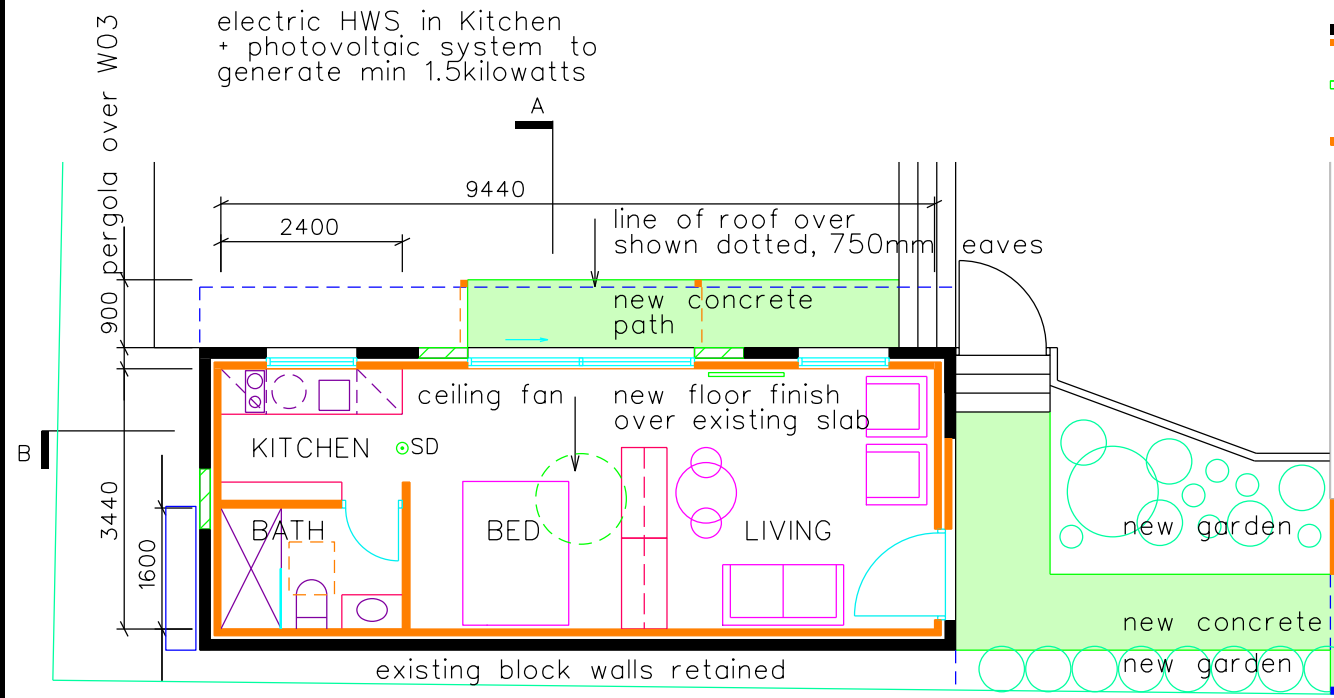 electric HWS in Kitchen
+ photovoltaic system to
generate min 1.5kilowatts
900 pergola over W03
A
9440
2400
line of roof over
shown dotted, 750mm eaves
new concrete
path
ceiling fan
new floor finish
over existing slab
B
KITCHEN
SD
3440
1600
BATH
BED
LIVING
new garden
new concrete
new garden
existing block walls retained